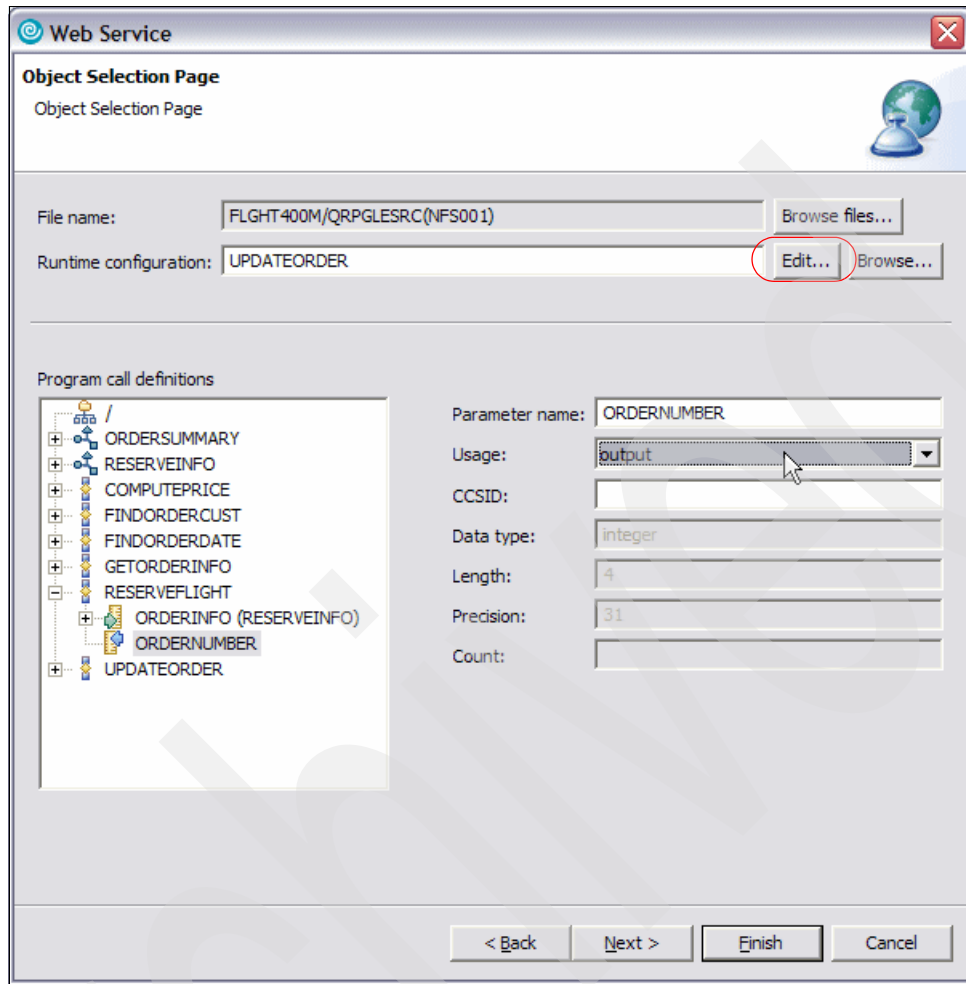 Web Service
Object Selection Page
Object Selection Page
File name: FLGHT400M/QRPGLESRC(NFS001) Browse files...
Runtime configuration: UPDATEORDER Edit... Browse...
Program call definitions
/
ORDERSUMMARY
RESERVEINFO
COMPUTEPRICE
FINDORDERCUST
FINDORDERDATE
GETORDERINFO
RESERVEFLIGHT
ORDERINFO (RESERVEINFO)
ORDERNUMBER
UPDATEORDER
Parameter name: ORDERNUMBER
Usage: output
CCSID:
Data type: integer
Length: 4
Precision: 31
Count:
< Back Next > Finish Cancel